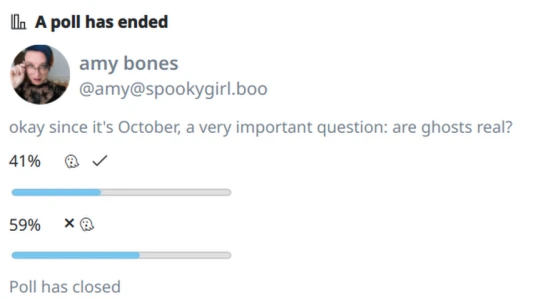 A poll has ended
amy bones
@amy@spookygirl.boo
okay since it's October, a very important question: are ghosts real?
41% 👻 ✓
59% ❌ 👻
Poll has closed